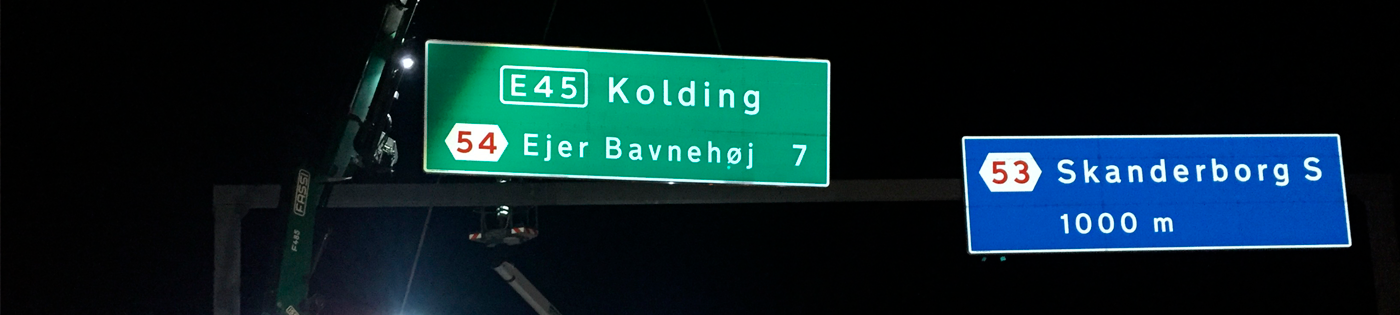 E45 Kolding
54 Ejer Bavnehøj 7
53 Skanderborg S
1000 m
FASSI